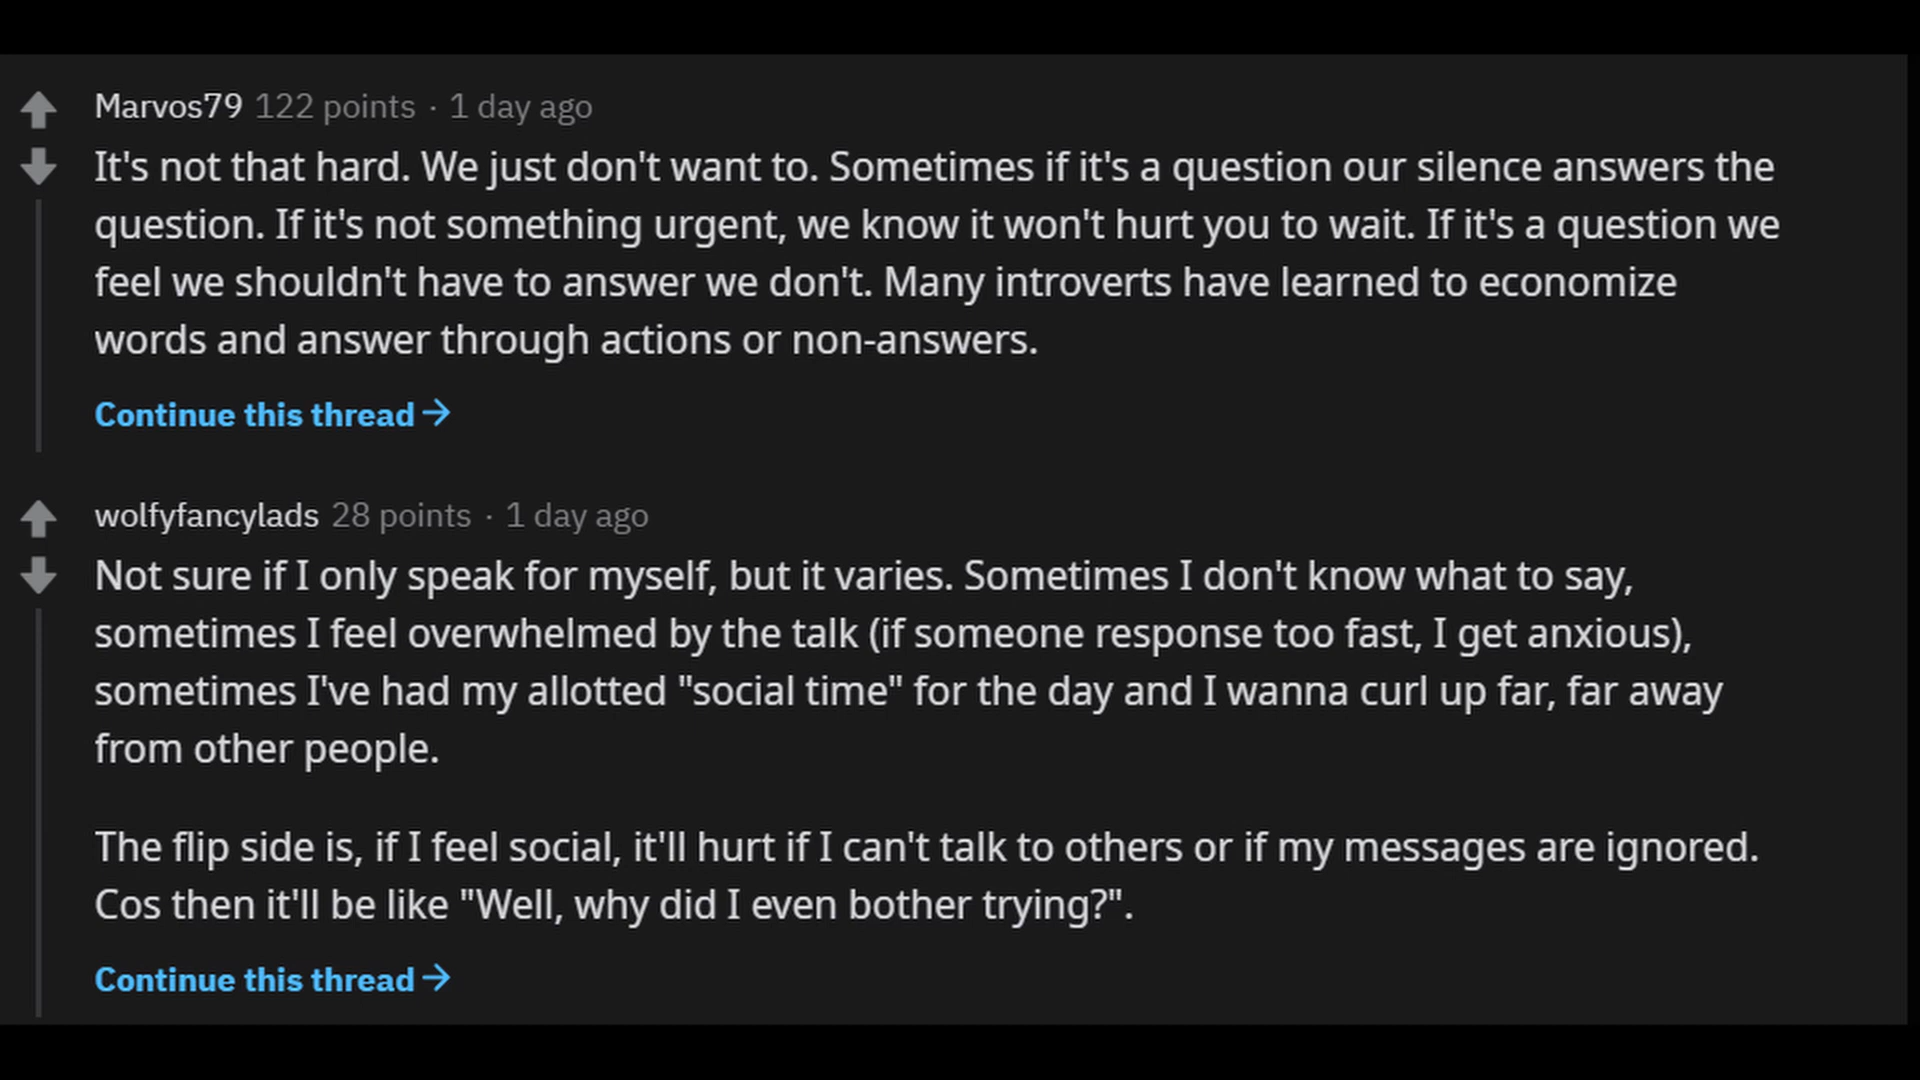 Marvos79 122 points · 1 day ago
It's not that hard. We just don't want to. Sometimes if it's a question our silence answers the
question. If it's not something urgent, we know it won't hurt you to wait. If it's a question we
feel we shouldn't have to answer we don't. Many introverts have learned to economize
words and answer through actions or non-answers.
Continue this thread →
wolfyfancylads 28 points · 1 day ago
Not sure if I only speak for myself, but it varies. Sometimes I don't know what to say,
sometimes I feel overwhelmed by the talk (if someone response too fast, I get anxious),
sometimes I've had my allotted "social time" for the day and I wanna curl up far, far away
from other people.
The flip side is, if I feel social, it'll hurt if I can't talk to others or if my messages are ignored.
Cos then it'll be like "Well, why did I even bother trying?".
Continue this thread →